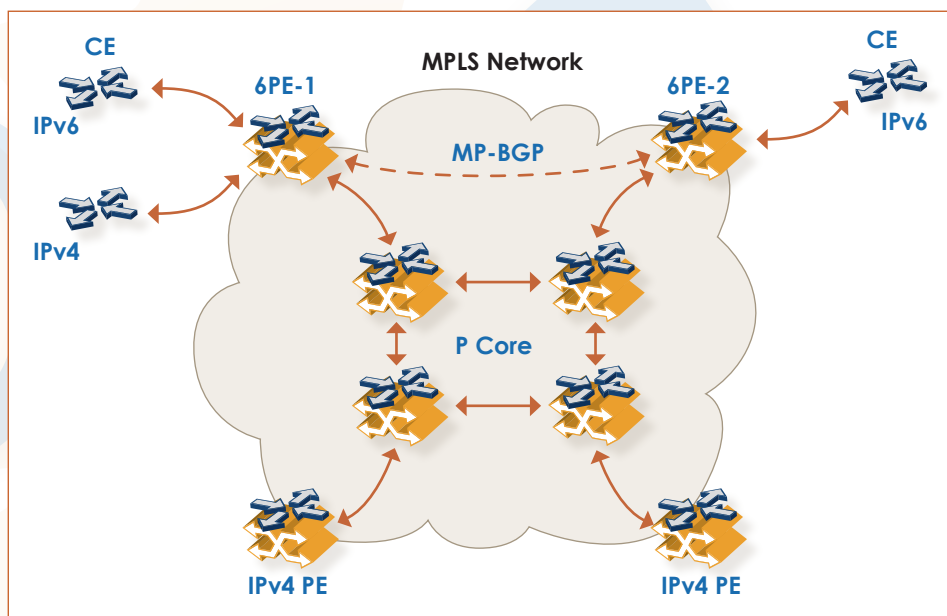 CE
MPLS Network
CE
6PE-1
6PE-2
IPv6
IPv6
MP-BGP
IPv4
P Core
IPv4 PE
IPv4 PE